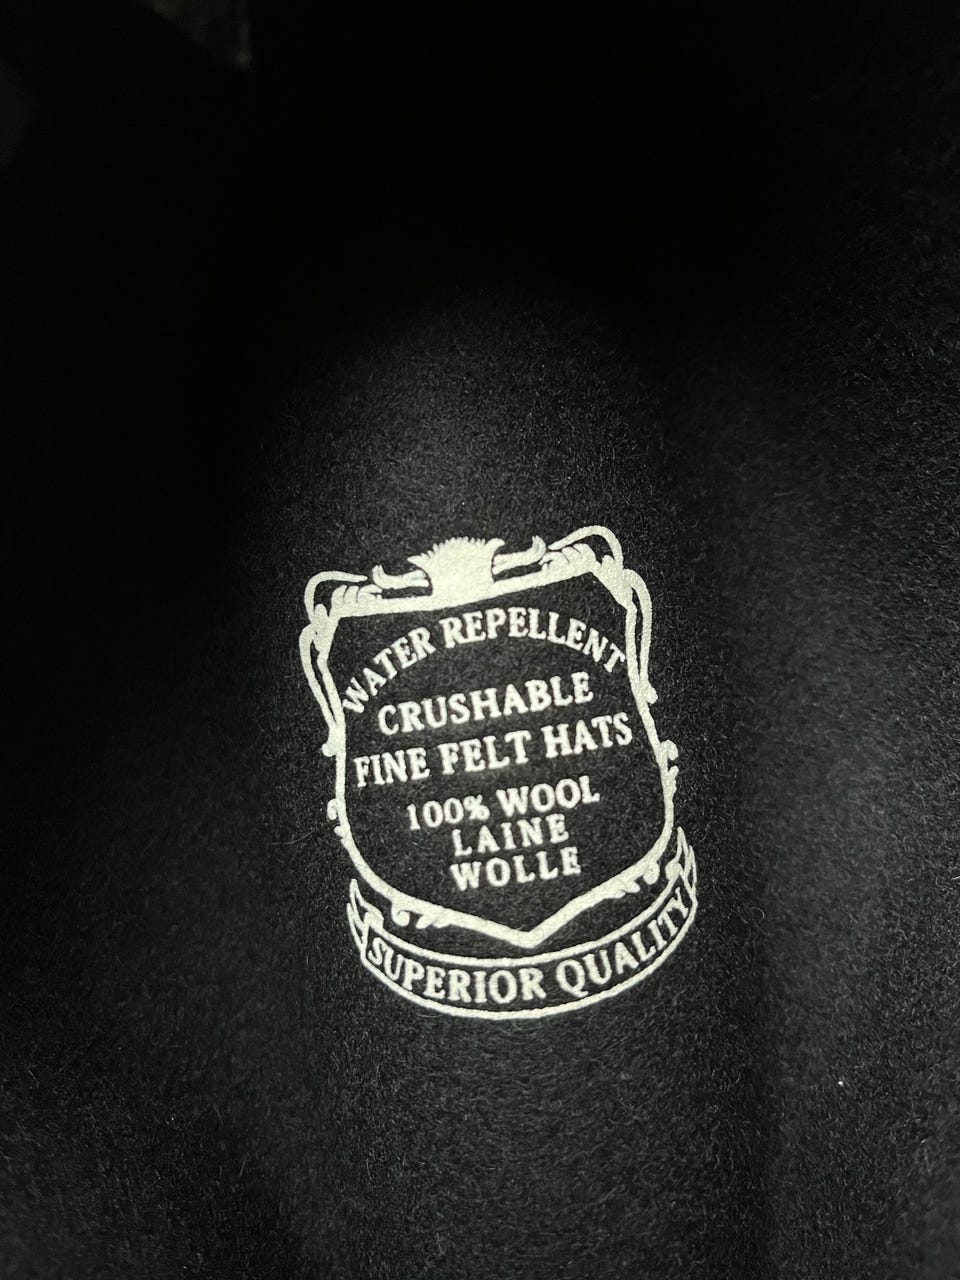 WATER REPELLENT
CRUSHABLE
FINE FELT HATS
100% WOOL
LAINE
WOLLE
SUPERIOR QUALITY